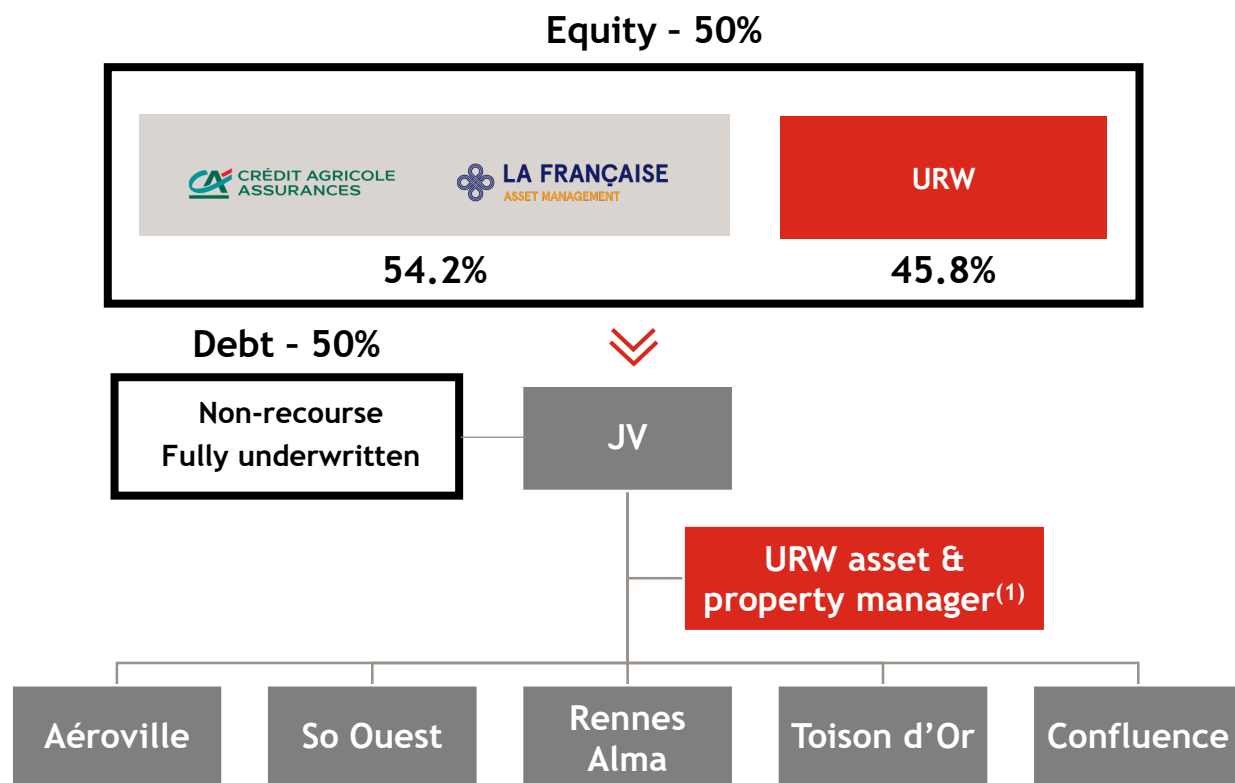 Equity – 50%
CRÉDIT AGRICOLE
ASSURANCES
LA FRANÇAISE
ASSET MANAGEMENT
URW
54.2%
45.8%
Debt – 50%
Non-recourse
Fully underwritten
JV
URW asset &
property manager(1)
Aéroville
So Ouest
Rennes
Alma
Toison d’Or
Confluence